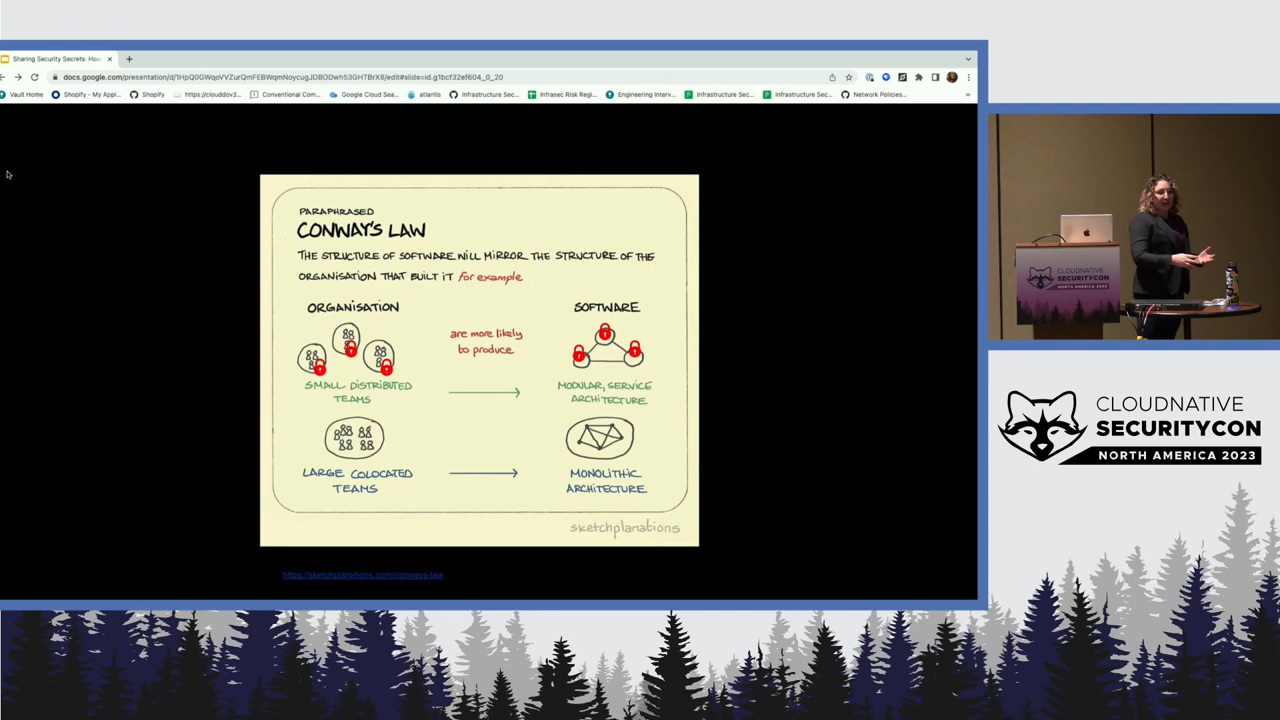 Sharing Security Secrets: How
docs.google.com/presentation/d/1HpQ0GWqoVVZurQmFEBWqmNoycugJDBODwh53GHTBrX8/edit#slide=id.g1bcf32ef604_0_20
Vault Home
Shopify - My Appl...
Shopify
https://clouddov3...
Conventional Com...
Google Cloud Sea...
atlantis
Infrastructure Sec...
Infrasec Risk Regi...
Engineering Interv...
Infrastructure Sec...
Infrastructure Sec...
Network Policies...
PARAPHRASED
CONWAY'S LAW
THE STRUCTURE OF SOFTWARE WILL MIRROR THE STRUCTURE OF THE
ORGANISATION THAT BUILT IT for example
ORGANISATION
SOFTWARE
are more likely
to produce
SMALL DISTRIBUTED
TEAMS
MODULAR, SERVICE
ARCHITECTURE
LARGE COLOCATED
TEAMS
MONOLITHIC
ARCHITECTURE
sketchplanations
https://sketchplanations.com/conways-law
CLOUDNATIVE
SECURITYCON
NORTH AMERICA 2023
CLOUDNATIVE
SECURITYCON
NORTH AMERICA 2023